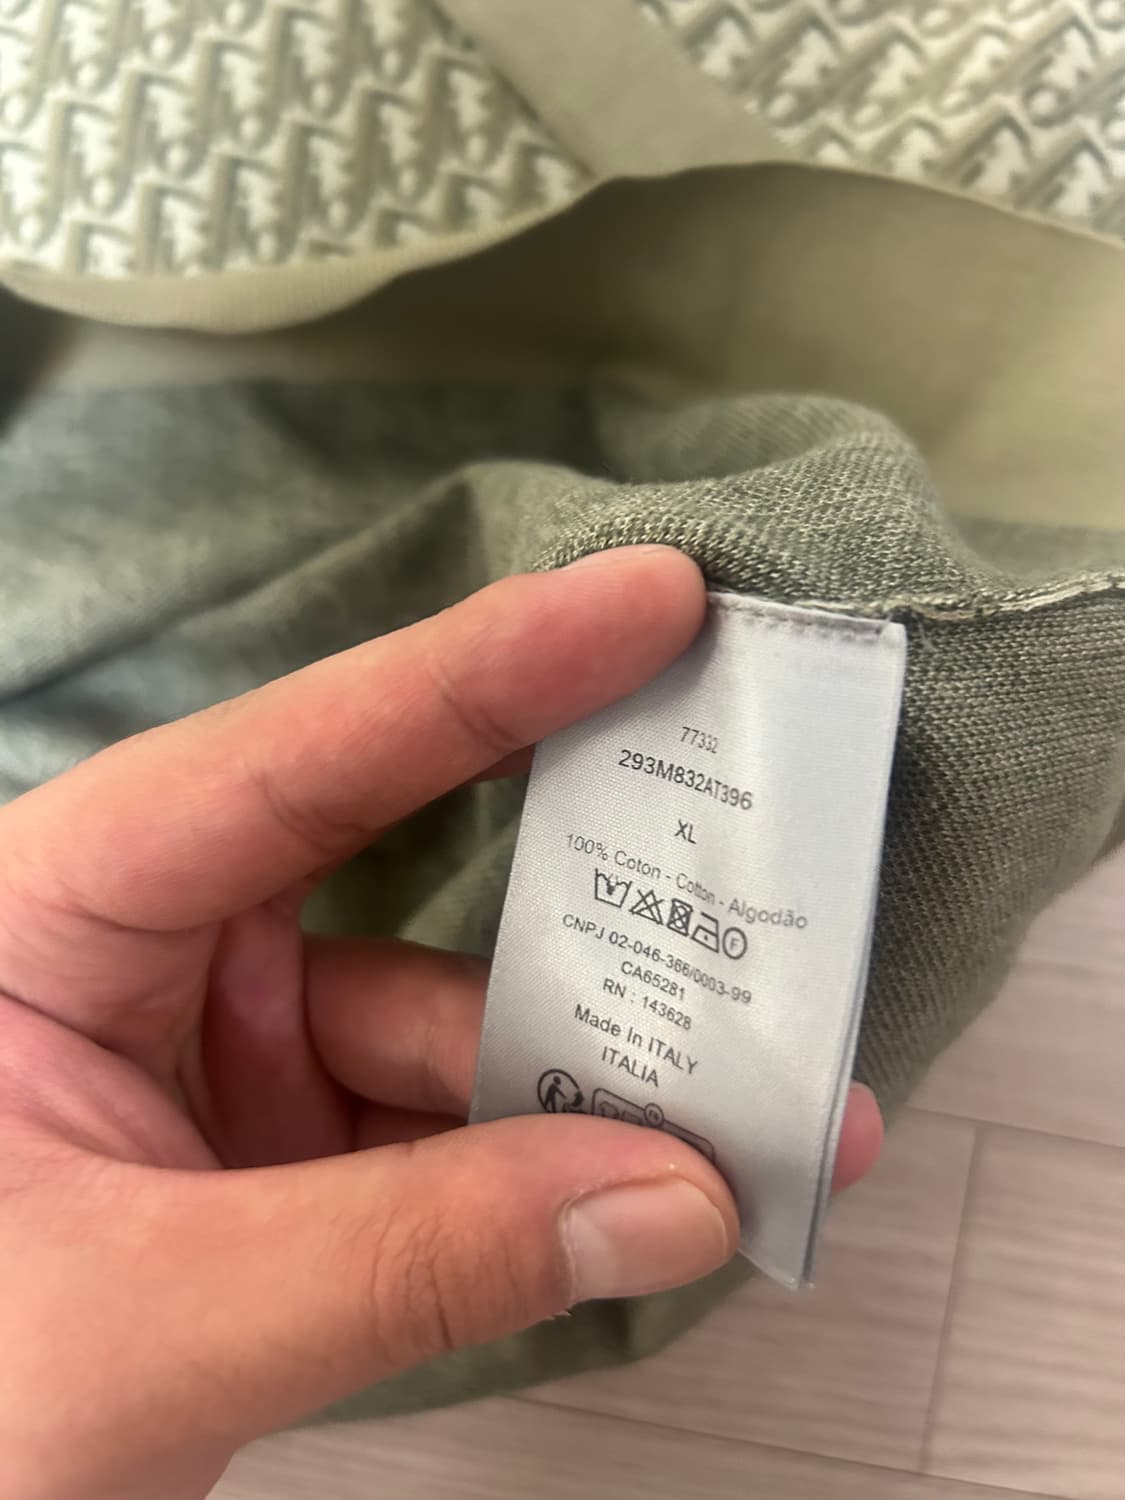 77332
293M832AT396
XL
100% Coton - Cotton - Algodão
F
CNPJ 02-046-366/0003-99
CA65281
RN : 143628
Made In ITALY
ITALIA
FR